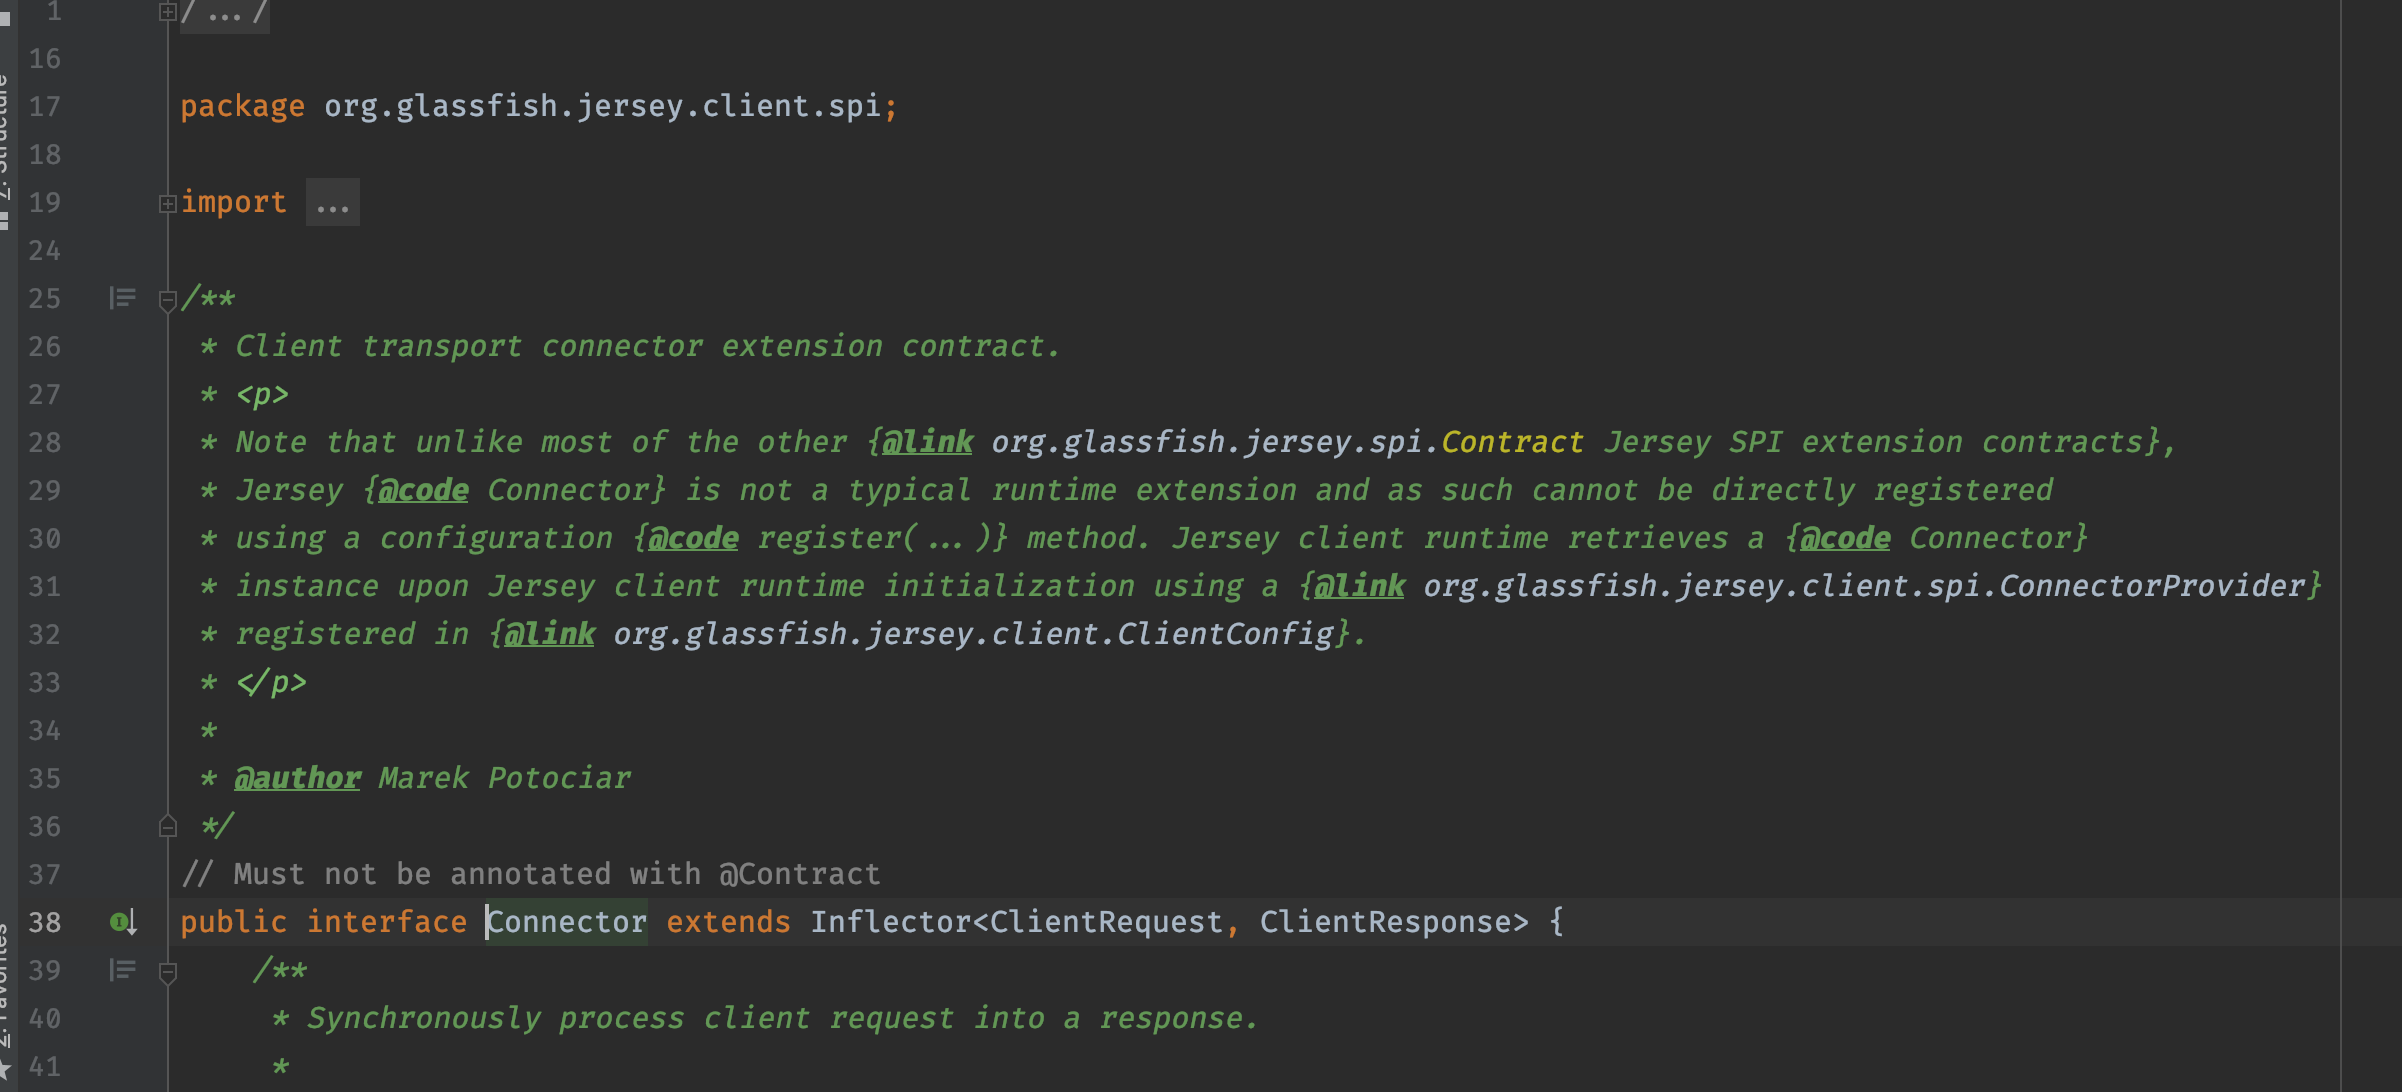 1 /.../
16
17 package org.glassfish.jersey.client.spi;
18
19 import ...
24
25 /**
26  * Client transport connector extension contract.
27  * <p>
28  * Note that unlike most of the other {@link org.glassfish.jersey.spi.Contract Jersey SPI extension contracts},
29  * Jersey {@code Connector} is not a typical runtime extension and as such cannot be directly registered
30  * using a configuration {@code register(...)} method. Jersey client runtime retrieves a {@code Connector}
31  * instance upon Jersey client runtime initialization using a {@link org.glassfish.jersey.client.spi.ConnectorProvider}
32  * registered in {@link org.glassfish.jersey.client.ClientConfig}.
33  * </p>
34  *
35  * @author Marek Potociar
36  */
37 // Must not be annotated with @Contract
38 public interface Connector extends Inflector<ClientRequest, ClientResponse> {
39     /**
40      * Synchronously process client request into a response.
41      *
7: Structure
2: Favorites